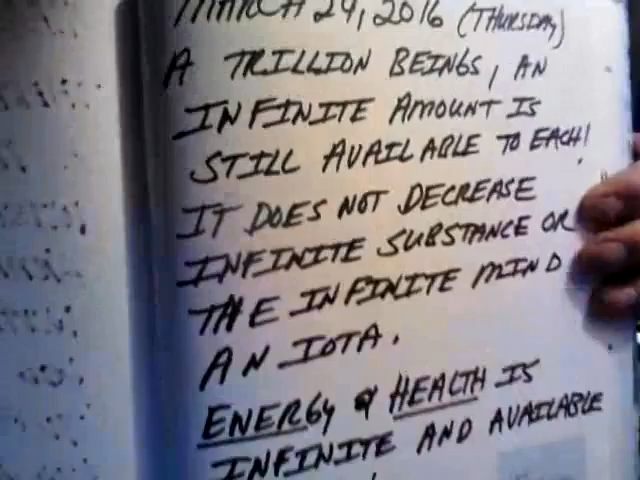 MARCH 24, 2016 (THURSDAY)
A TRILLION BEINGS, AN
INFINITE AMOUNT IS
STILL AVAILABLE TO EACH!
IT DOES NOT DECREASE
INFINITE SUBSTANCE OR
THE INFINITE MIND
AN IOTA.
ENERGY & HEALTH IS
INFINITE AND AVAILABLE